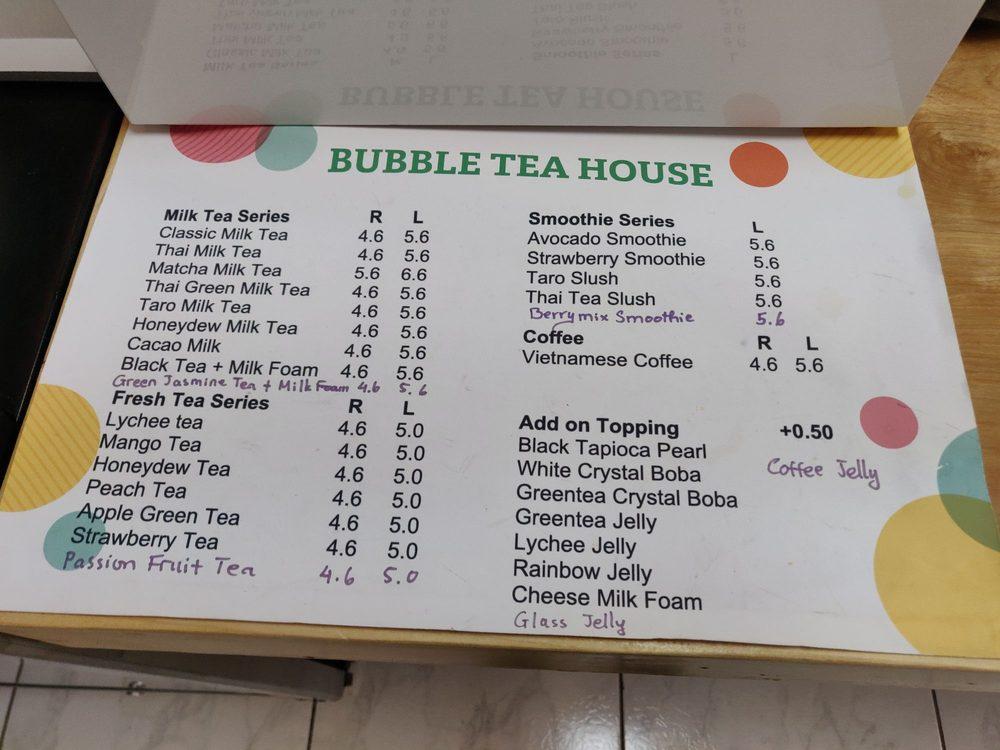 BUBBLE TEA HOUSE
Milk Tea Series R L
Classic Milk Tea 4.6 5.6
Thai Milk Tea 4.6 5.6
Matcha Milk Tea 5.6 6.6
Thai Green Milk Tea 4.6 5.6
Taro Milk Tea 4.6 5.6
Honeydew Milk Tea 4.6 5.6
Cacao Milk 4.6 5.6
Black Tea + Milk Foam 4.6 5.6
Green Jasmine Tea + Milk Foam 4.6 5.6
Fresh Tea Series R L
Lychee tea 4.6 5.0
Mango Tea 4.6 5.0
Honeydew Tea 4.6 5.0
Peach Tea 4.6 5.0
Apple Green Tea 4.6 5.0
Strawberry Tea 4.6 5.0
Passion Fruit Tea 4.6 5.0
Smoothie Series L
Avocado Smoothie 5.6
Strawberry Smoothie 5.6
Taro Slush 5.6
Thai Tea Slush 5.6
Berrymix Smoothie 5.6
Coffee R L
Vietnamese Coffee 4.6 5.6
Add on Topping +0.50
Black Tapioca Pearl
White Crystal Boba Coffee Jelly
Greentea Crystal Boba
Greentea Jelly
Lychee Jelly
Rainbow Jelly
Cheese Milk Foam
Glass Jelly